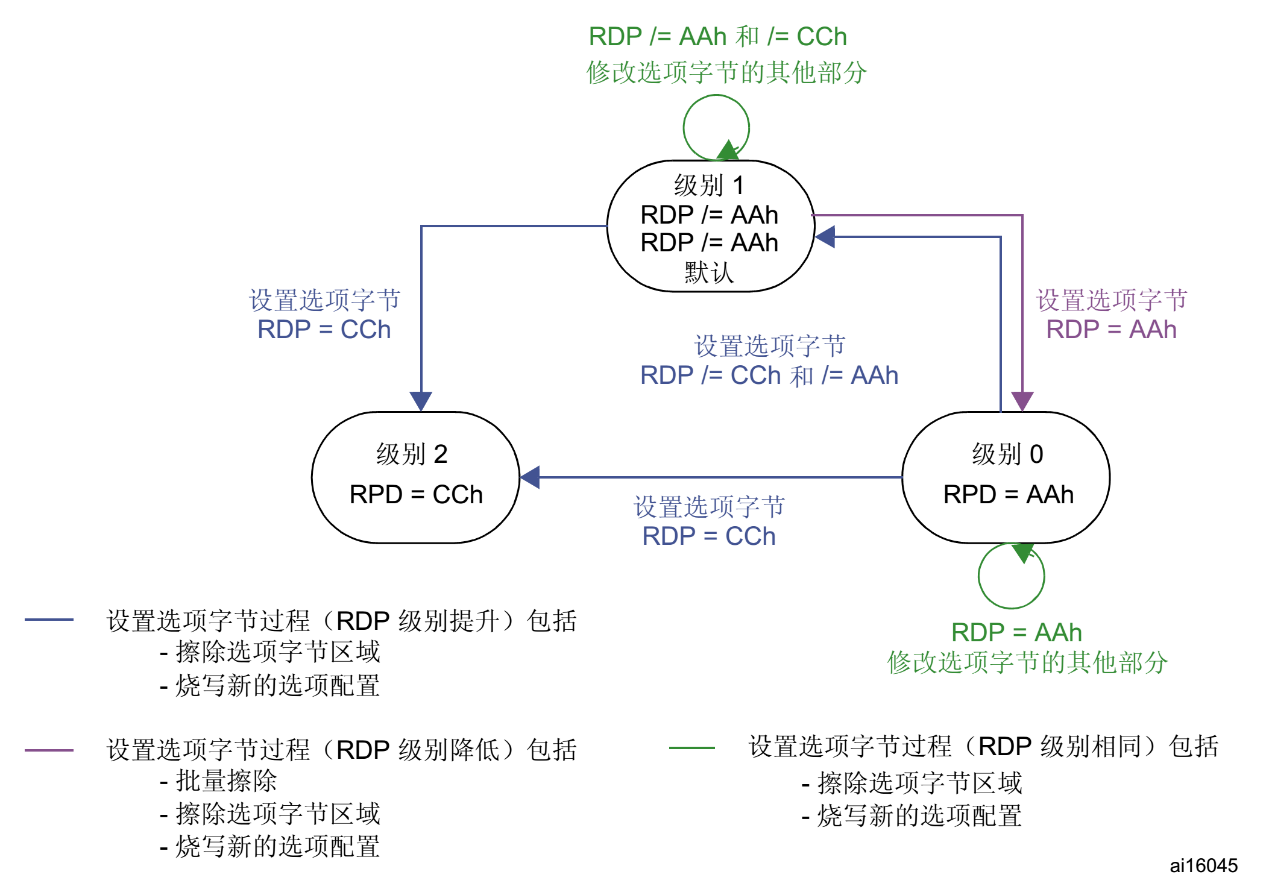 RDP /= AAh 和 /= CCh
修改选项字节的其他部分
级别 1
RDP /= AAh
RDP /= AAh
默认
设置选项字节
RDP = CCh
设置选项字节
RDP = AAh
设置选项字节
RDP /= CCh 和 /= AAh
级别 2
RPD = CCh
级别 0
RPD = AAh
设置选项字节
RDP = CCh
RDP = AAh
修改选项字节的其他部分
设置选项字节过程（RDP 级别提升）包括
- 擦除选项字节区域
- 烧写新的选项配置
设置选项字节过程（RDP 级别降低）包括
- 批量擦除
- 擦除选项字节区域
- 烧写新的选项配置
设置选项字节过程（RDP 级别相同）包括
- 擦除选项字节区域
- 烧写新的选项配置
ai16045